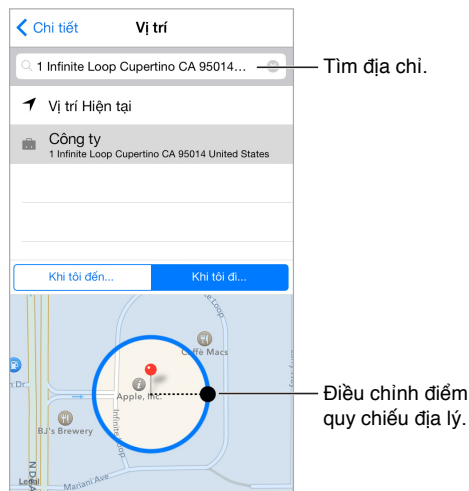 Chi tiết
Vị trí
1 Infinite Loop Cupertino CA 95014...
Tìm địa chỉ.
Vị trí Hiện tại
Công ty
1 Infinite Loop Cupertino CA 95014 United States
Khi tôi đến...
Khi tôi đi...
Loop
Caffè Macs
Apple, Inc.
Infinite Loop
BJ's Brewery
Mariani Ave
Legal
Điều chỉnh điểm
quy chiếu địa lý.